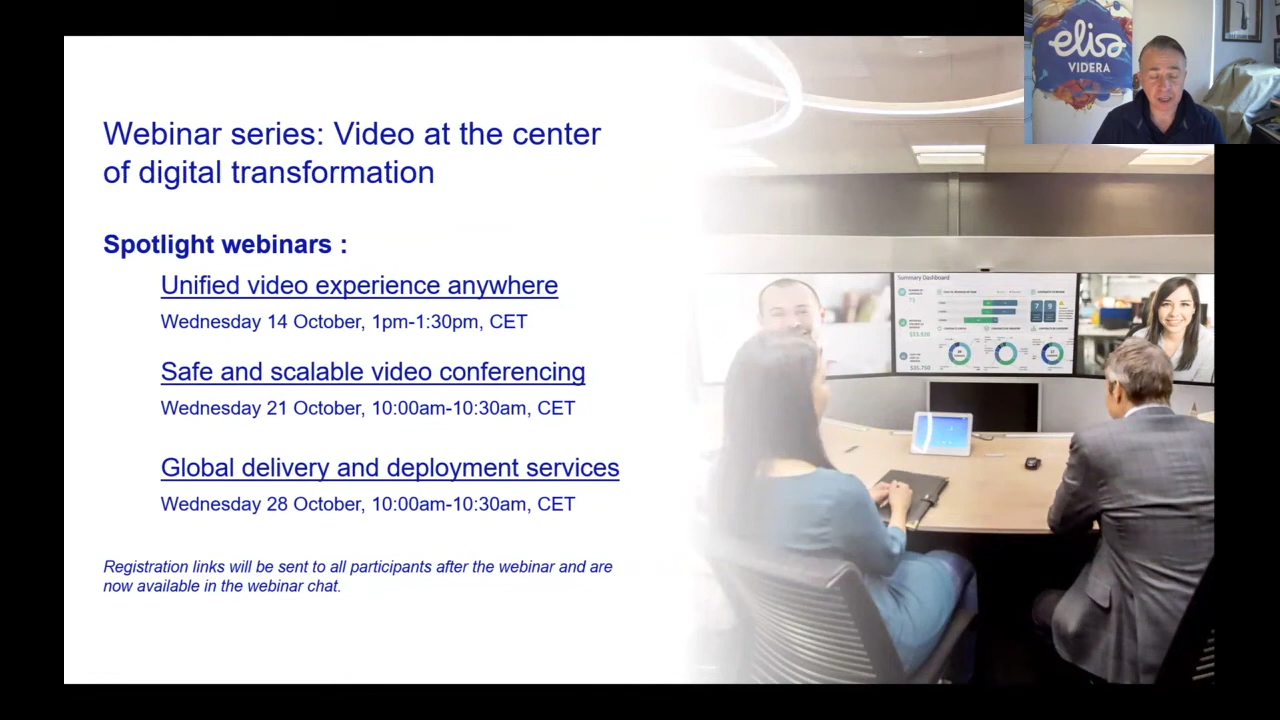 Webinar series: Video at the center
of digital transformation
Spotlight webinars :
Unified video experience anywhere
Wednesday 14 October, 1pm-1:30pm, CET
Safe and scalable video conferencing
Wednesday 21 October, 10:00am-10:30am, CET
Global delivery and deployment services
Wednesday 28 October, 10:00am-10:30am, CET
Registration links will be sent to all participants after the webinar and are
now available in the webinar chat.
elisa
VIDERA
Summary Dashboard